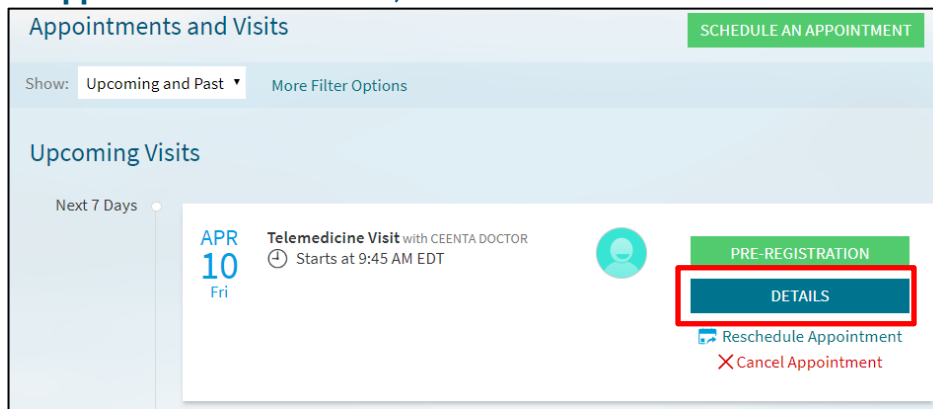 Appointments and Visits
SCHEDULE AN APPOINTMENT
Show: Upcoming and Past More Filter Options
Upcoming Visits
Next 7 Days
APR
10
Fri
Telemedicine Visit with CEENTA DOCTOR
Starts at 9:45 AM EDT
PRE-REGISTRATION
DETAILS
Reschedule Appointment
Cancel Appointment